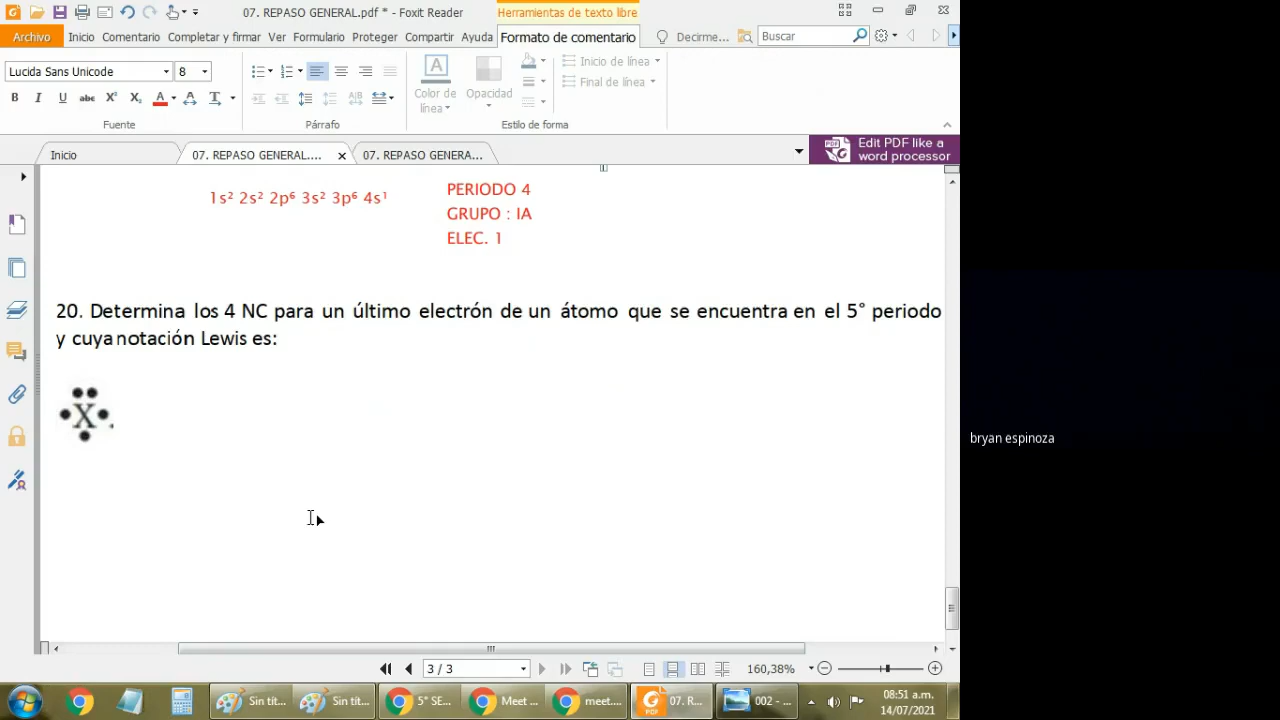 07. REPASO GENERAL.pdf * - Foxit Reader
Herramientas de texto libre
Archivo Inicio Comentario Completar y firmar Ver Formulario Proteger Compartir Ayuda Formato de comentario Decirme... Buscar
Lucida Sans Unicode 8
Color de línea
Opacidad
Inicio de línea
Final de línea
Fuente Párrafo Estilo de forma
Inicio 07. REPASO GENERAL.... x 07. REPASO GENERA...
Edit PDF like a
word processor
1s² 2s² 2p⁶ 3s² 3p⁶ 4s¹
PERIODO 4
GRUPO : IA
ELEC. 1
20. Determina los 4 NC para un último electrón de un átomo que se encuentra en el 5° periodo
y cuya notación Lewis es:
X
bryan espinoza
3 / 3 160,38%
Sin tít... Sin tít... 5° SE... Meet ... meet.... 07. R... 002 - ...
08:51 a.m.
14/07/2021